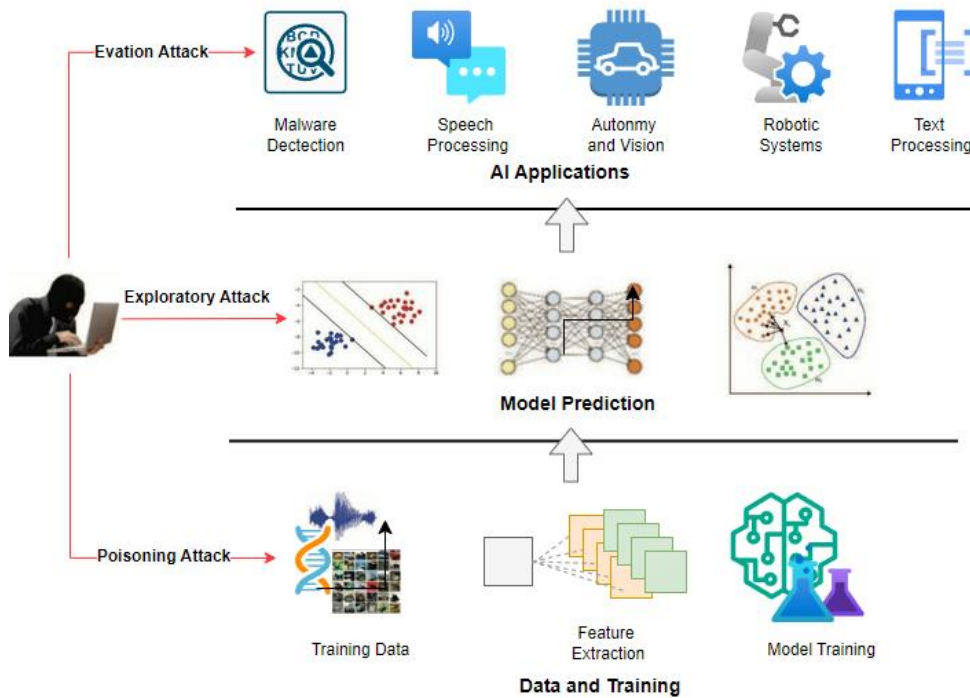 Evation Attack
Malware
Dectection
Speech
Processing
Autonmy
and Vision
Robotic
Systems
Text
Processing
AI Applications
Exploratory Attack
Model Prediction
Poisoning Attack
Training Data
Feature
Extraction
Model Training
Data and Training